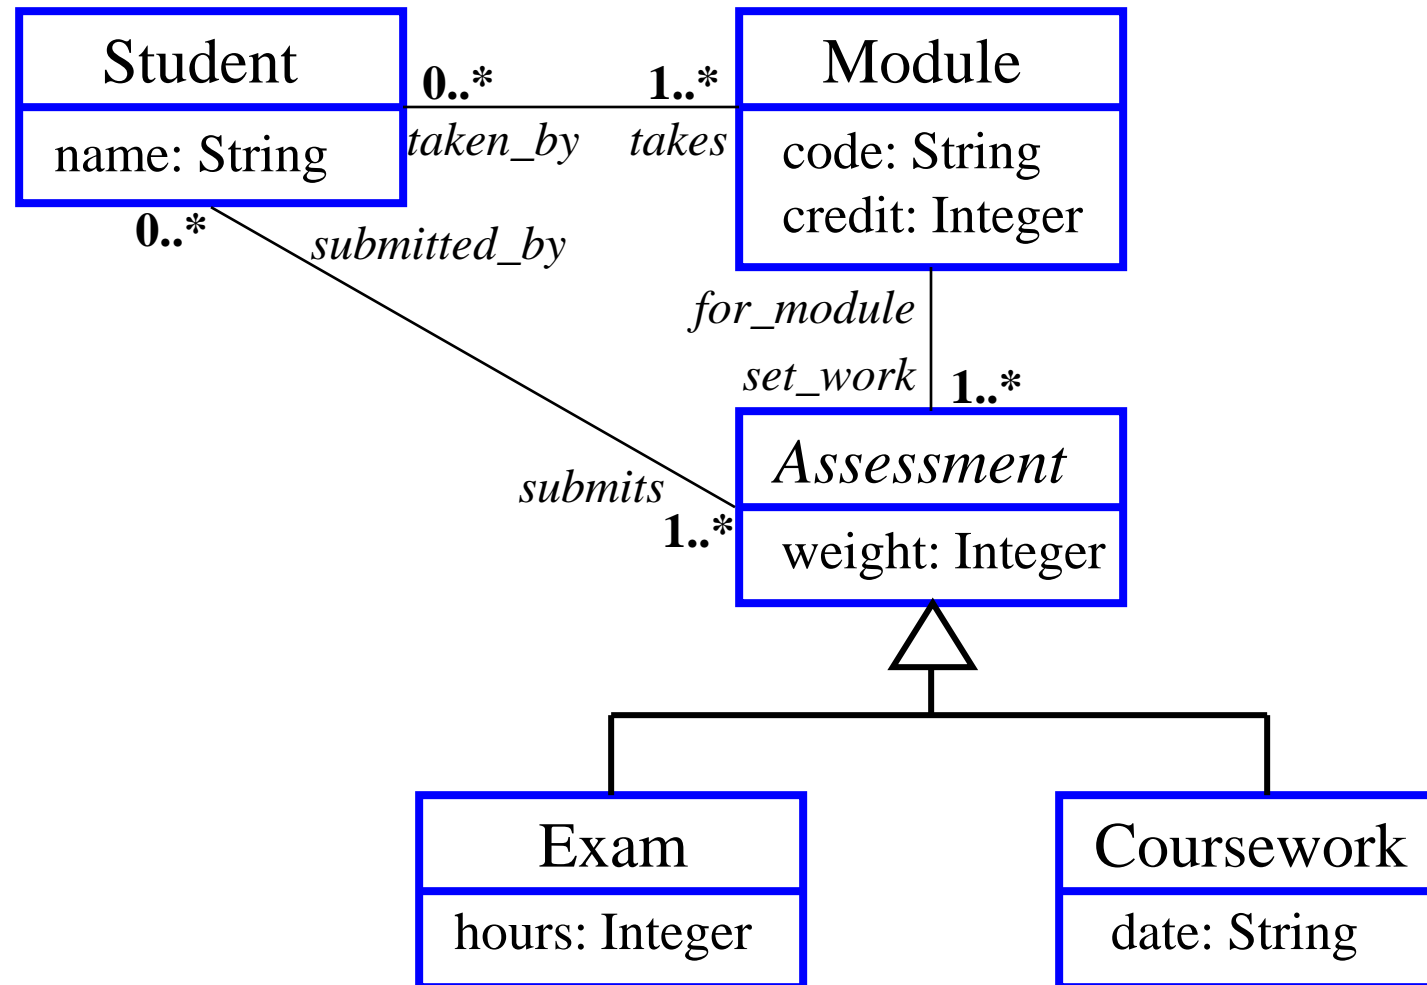 Student
name: String
0..*
1..*
taken_by
takes
Module
code: String
credit: Integer
0..*
submitted_by
for_module
set_work
1..*
submits
1..*
Assessment
weight: Integer
Exam
hours: Integer
Coursework
date: String